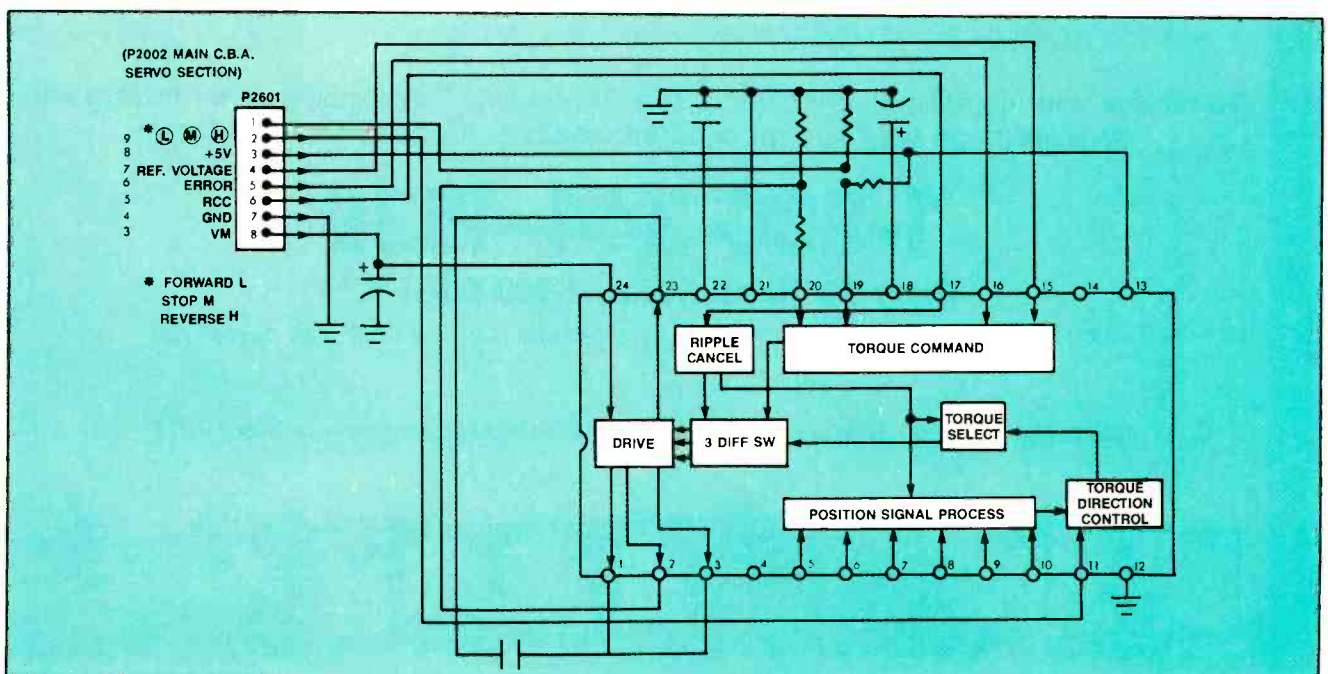 (P2002 MAIN C.B.A.
SERVO SECTION)
P2601
1
* L M H
9 2
8 +5V 3
7 REF. VOLTAGE 4
6 ERROR 5
5 RCC 6
4 GND 7
3 VM 8
+
+
* FORWARD L
STOP M
REVERSE H
24 23 22 21 20 19 18 17 16 15 14 13
RIPPLE
CANCEL
TORQUE COMMAND
DRIVE
3 DIFF SW
TORQUE
SELECT
TORQUE
DIRECTION
CONTROL
POSITION SIGNAL PROCESS
1 2 3 4 5 6 7 8 9 10 11 12